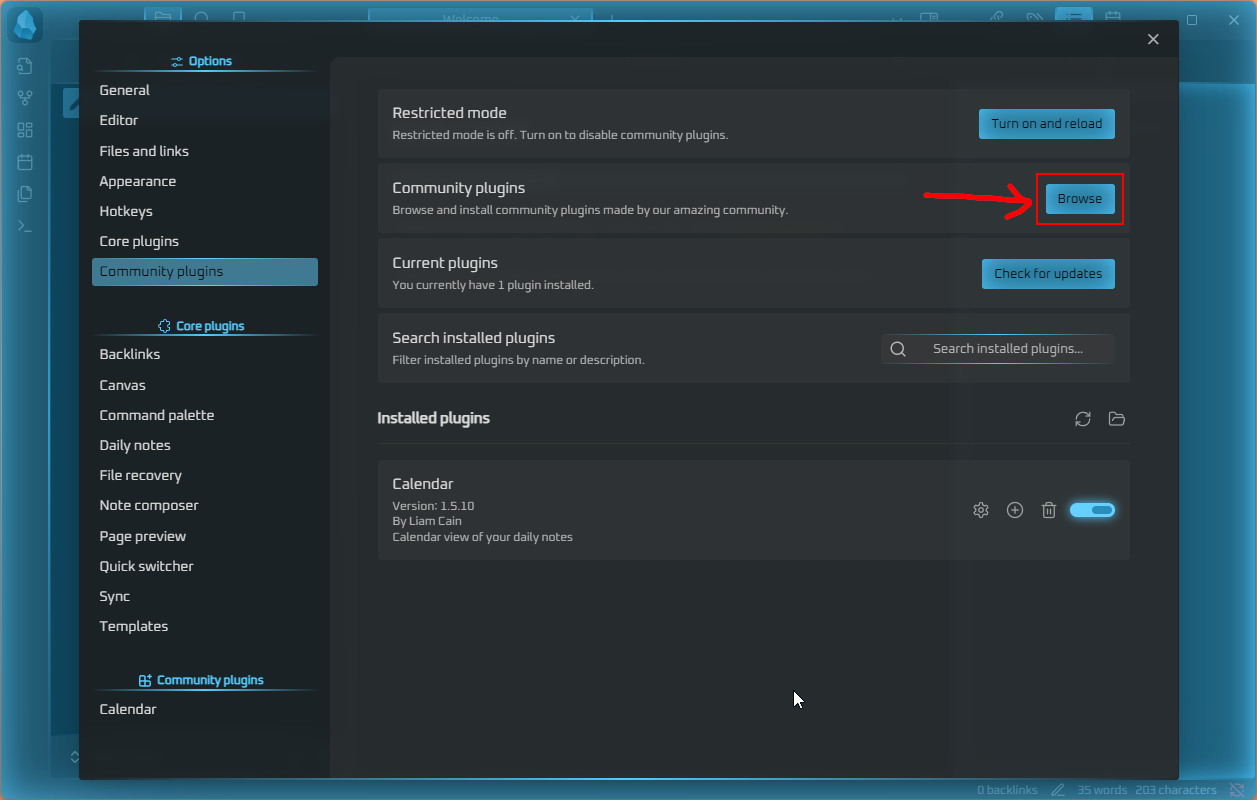 Welcome
Options
General
Editor
Files and links
Appearance
Hotkeys
Core plugins
Community plugins
Core plugins
Backlinks
Canvas
Command palette
Daily notes
File recovery
Note composer
Page preview
Quick switcher
Sync
Templates
Community plugins
Calendar
Restricted mode
Restricted mode is off. Turn on to disable community plugins.
Turn on and reload
Community plugins
Browse and install community plugins made by our amazing community.
Browse
Current plugins
You currently have 1 plugin installed.
Check for updates
Search installed plugins
Filter installed plugins by name or description.
Search installed plugins...
Installed plugins
Calendar
Version: 1.5.10
By Liam Cain
Calendar view of your daily notes
0 backlinks 35 words 203 characters